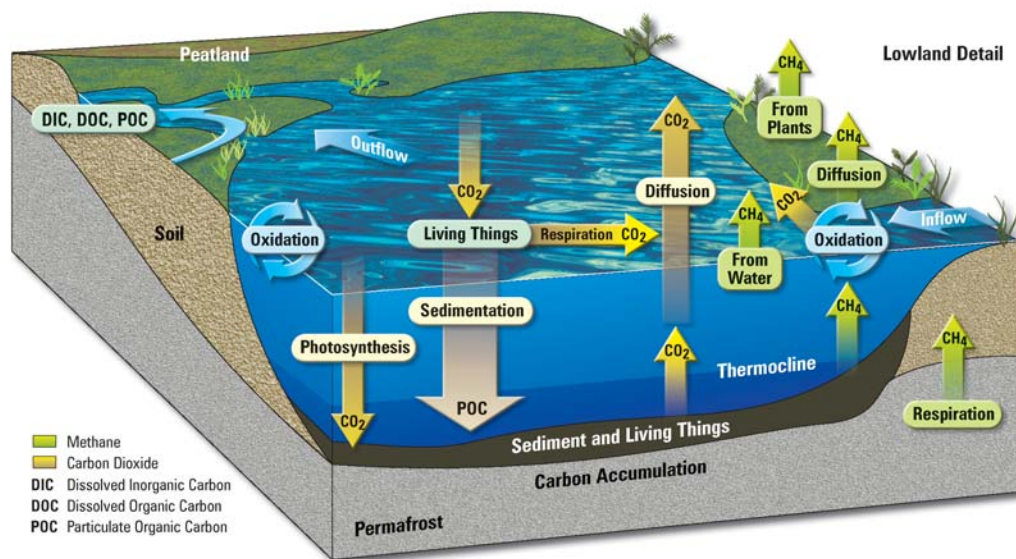 Peatland
Lowland Detail
CH4
From
Plants
DIC, DOC, POC
Outflow
CO2
CO2
CH4
Diffusion
Diffusion
CO2
CH4
Inflow
Soil
Oxidation
Living Things
Respiration CO2
From
Water
Oxidation
Sedimentation
Photosynthesis
CH4
CO2
CH4
Thermocline
CO2
POC
Respiration
Sediment and Living Things
Carbon Accumulation
Permafrost
Methane
Carbon Dioxide
DIC Dissolved Inorganic Carbon
DOC Dissolved Organic Carbon
POC Particulate Organic Carbon